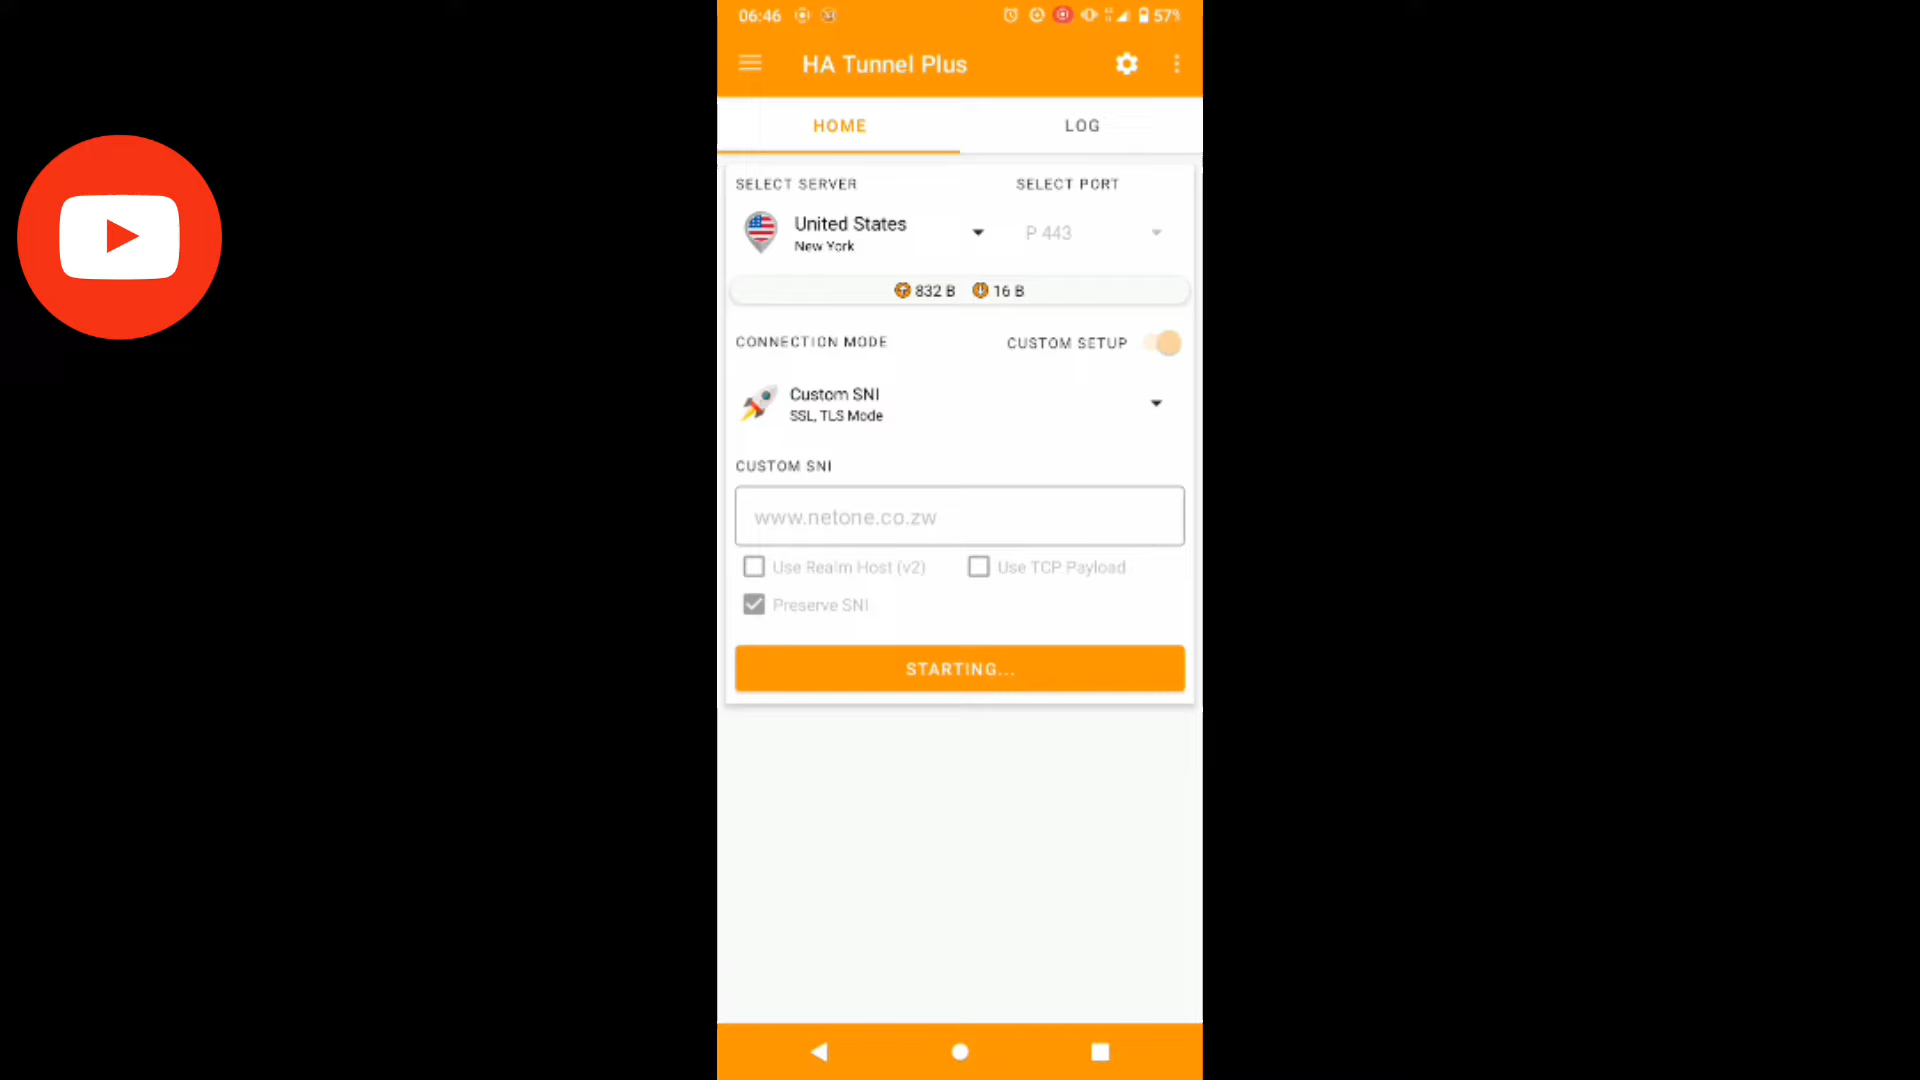 06:46 57%
HA Tunnel Plus
HOME LOG
SELECT SERVER SELECT PORT
United States
New York
P 443
832 B 16 B
CONNECTION MODE CUSTOM SETUP
Custom SNI
SSL, TLS Mode
CUSTOM SNI
www.netone.co.zw
Use Realm Host (v2) Use TCP Payload
Preserve SNI
STARTING...